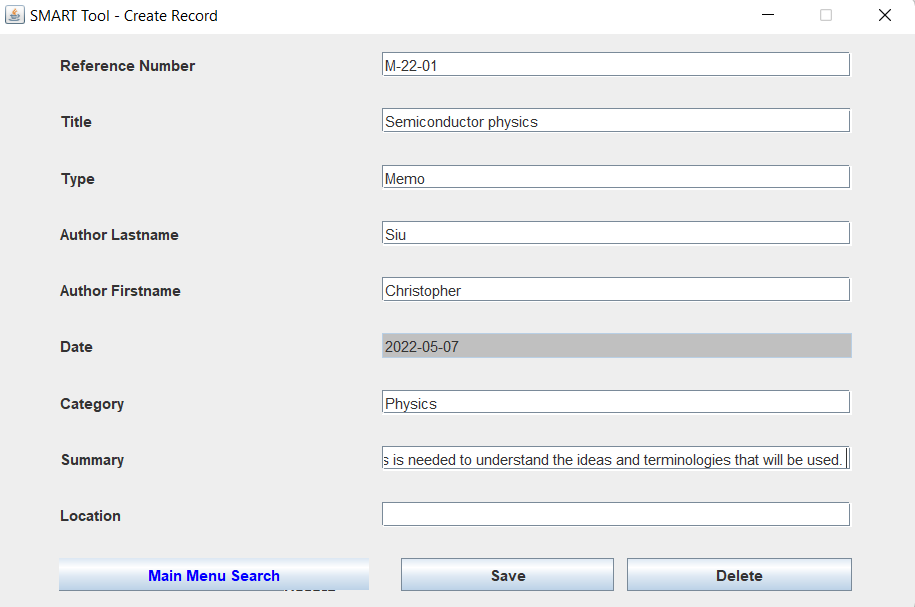 SMART Tool - Create Record
Reference Number M-22-01
Title Semiconductor physics
Type Memo
Author Lastname Siu
Author Firstname Christopher
Date 2022-05-07
Category Physics
Summary s is needed to understand the ideas and terminologies that will be used.
Location
Main Menu Search Save Delete